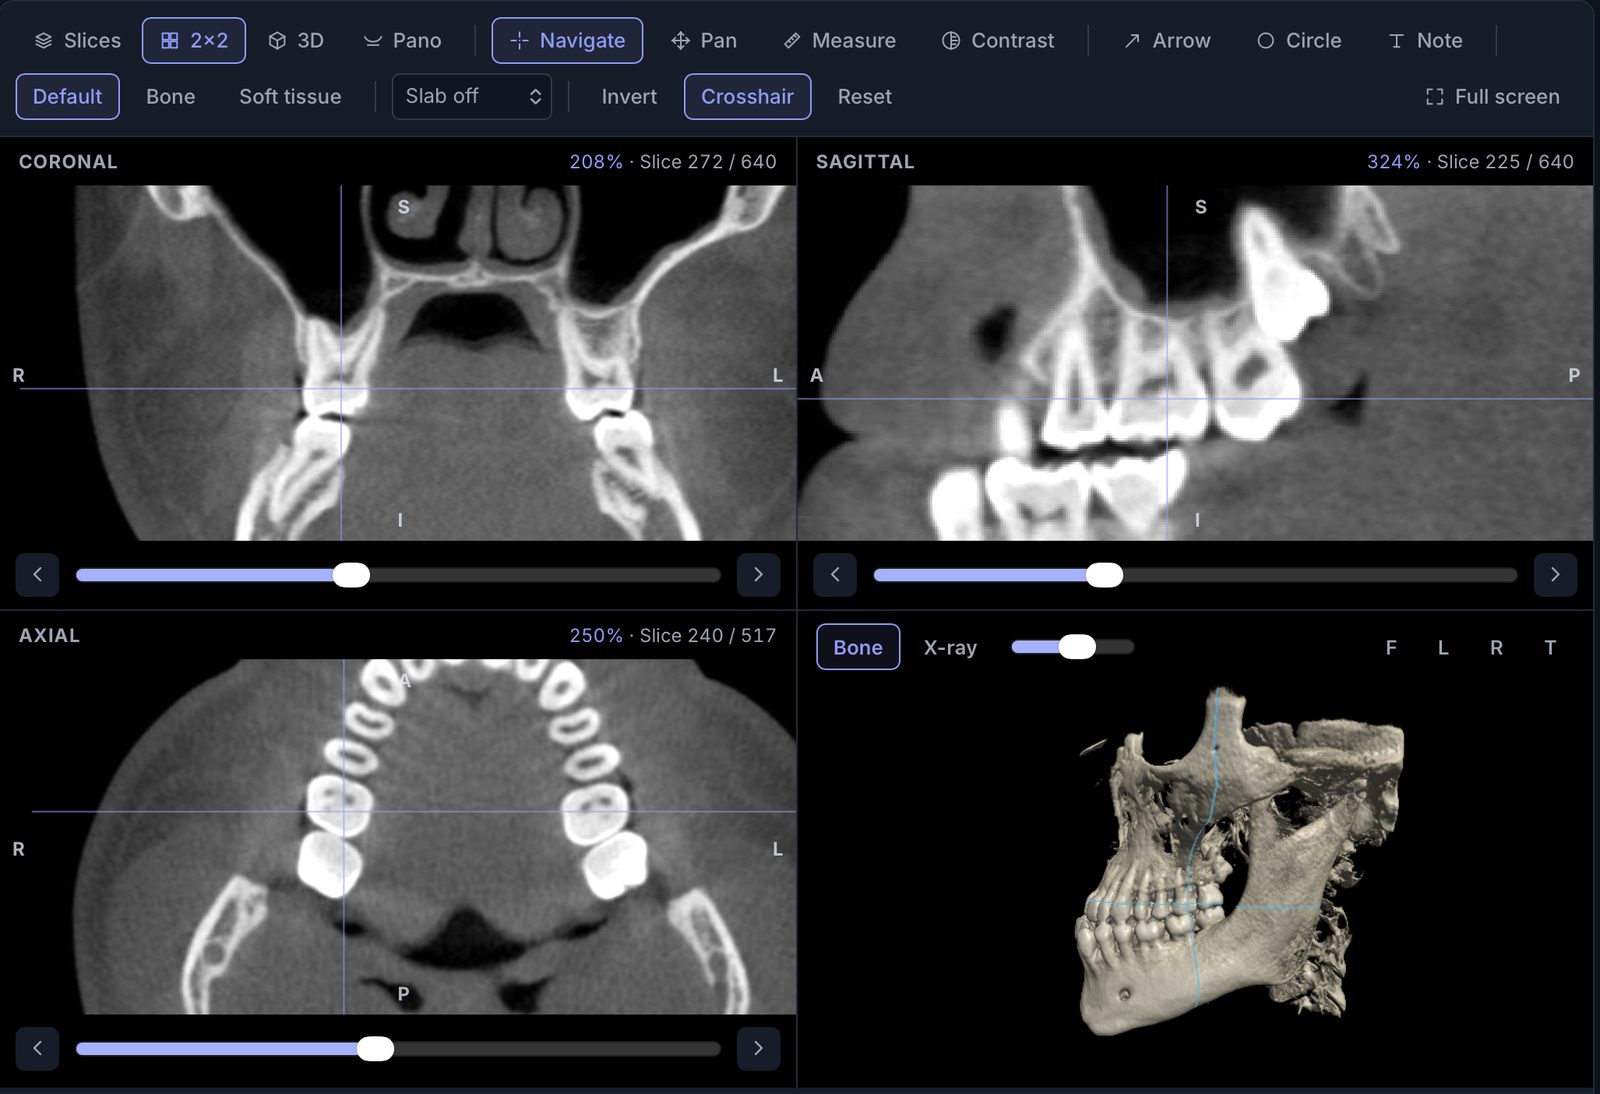 Slices 2×2 3D Pano Navigate Pan Measure Contrast Arrow Circle Note
Default Bone Soft tissue Slab off Invert Crosshair Reset Full screen
CORONAL 208% · Slice 272 / 640
S
R L
I
SAGITTAL 324% · Slice 225 / 640
S
A P
I
AXIAL 250% · Slice 240 / 517
A
R L
P
Bone X-ray F L R T